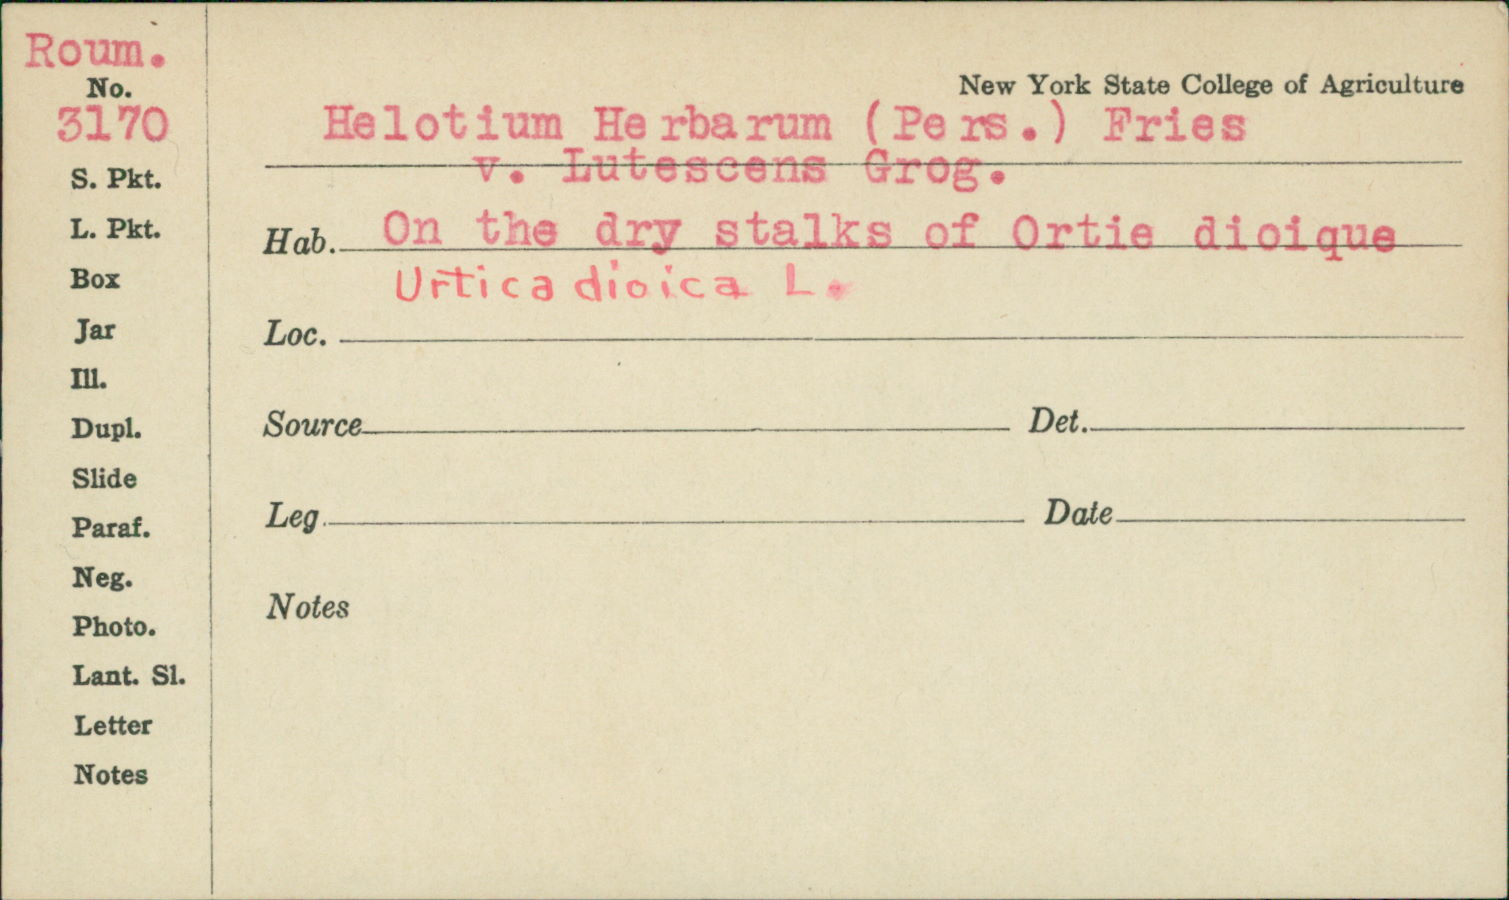 Roum.
No.
3170
S. Pkt.
L. Pkt.
Box
Jar
Ill.
Dupl.
Slide
Paraf.
Neg.
Photo.
Lant. Sl.
Letter
Notes
New York State College of Agriculture
Helotium Herbarum (Pers.) Fries
v. Lutescens Grog.
Hab. On the dry stalks of Ortie dioique
Urtica dioica L.
Loc.
Source Det.
Leg. Date
Notes